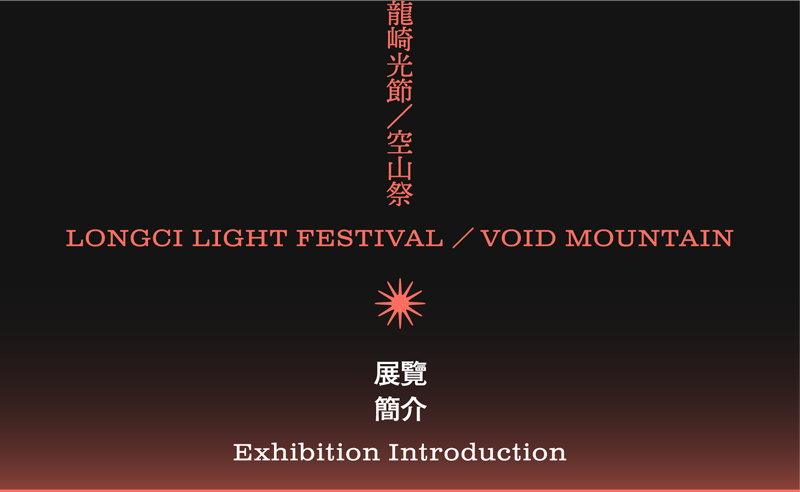 龍崎光節／空山祭
LONGCI LIGHT FESTIVAL ／ VOID MOUNTAIN
展覽
簡介
Exhibition Introduction